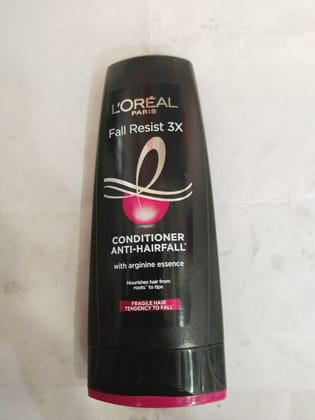 L'ORÉAL
PARIS
Fall Resist 3X
CONDITIONER
ANTI-HAIRFALL*
with arginine essence
Nourishes hair from
roots** to tips
FRAGILE HAIR
TENDENCY TO FALL*